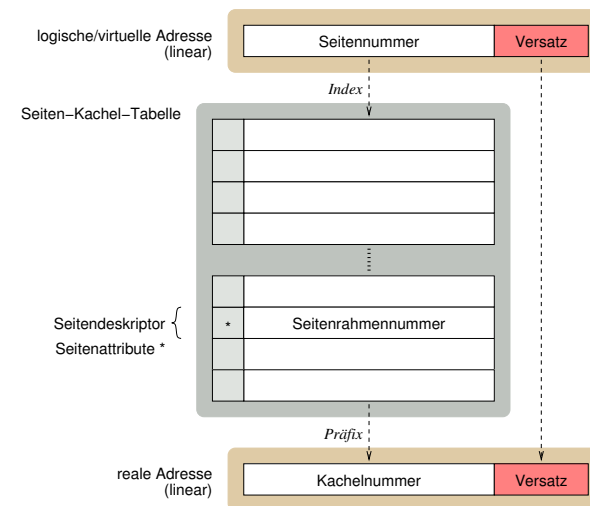 logische/virtuelle Adresse
(linear)
Seitennummer
Versatz
Index
Seiten−Kachel−Tabelle
Seitendeskriptor
*
Seitenrahmennummer
Seitenattribute *
Präfix
reale Adresse
(linear)
Kachelnummer
Versatz